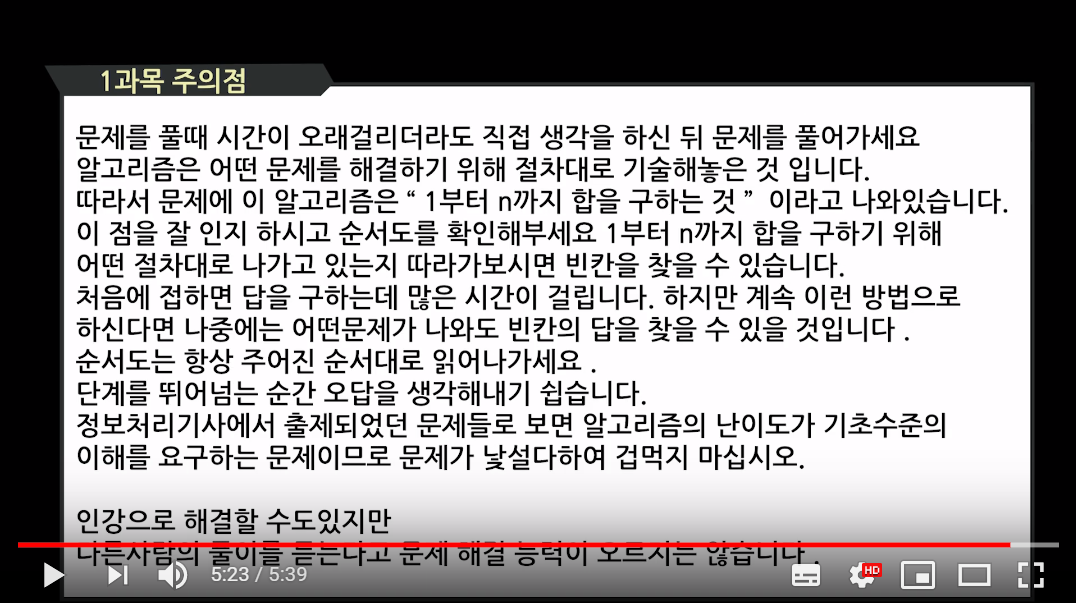 1과목 주의점
문제를 풀때 시간이 오래걸리더라도 직접 생각을 하신 뒤 문제를 풀어가세요
알고리즘은 어떤 문제를 해결하기 위해 절차대로 기술해놓은 것 입니다.
따라서 문제에 이 알고리즘은 “ 1부터 n까지 합을 구하는 것 ” 이라고 나와있습니다.
이 점을 잘 인지 하시고 순서도를 확인해부세요 1부터 n까지 합을 구하기 위해
어떤 절차대로 나가고 있는지 따라가보시면 빈칸을 찾을 수 있습니다.
처음에 접하면 답을 구하는데 많은 시간이 걸립니다. 하지만 계속 이런 방법으로
하신다면 나중에는 어떤문제가 나와도 빈칸의 답을 찾을 수 있을 것입니다 .
순서도는 항상 주어진 순서대로 읽어나가세요 .
단계를 뛰어넘는 순간 오답을 생각해내기 쉽습니다.
정보처리기사에서 출제되었던 문제들로 보면 알고리즘의 난이도가 기초수준의
이해를 요구하는 문제이므로 문제가 낯설다하여 겁먹지 마십시오.
인강으로 해결할 수도있지만
다른사람의 풀이를 듣는다고 문제 해결 능력이 오르지는 않습니다 .
5:23 / 5:39
HD